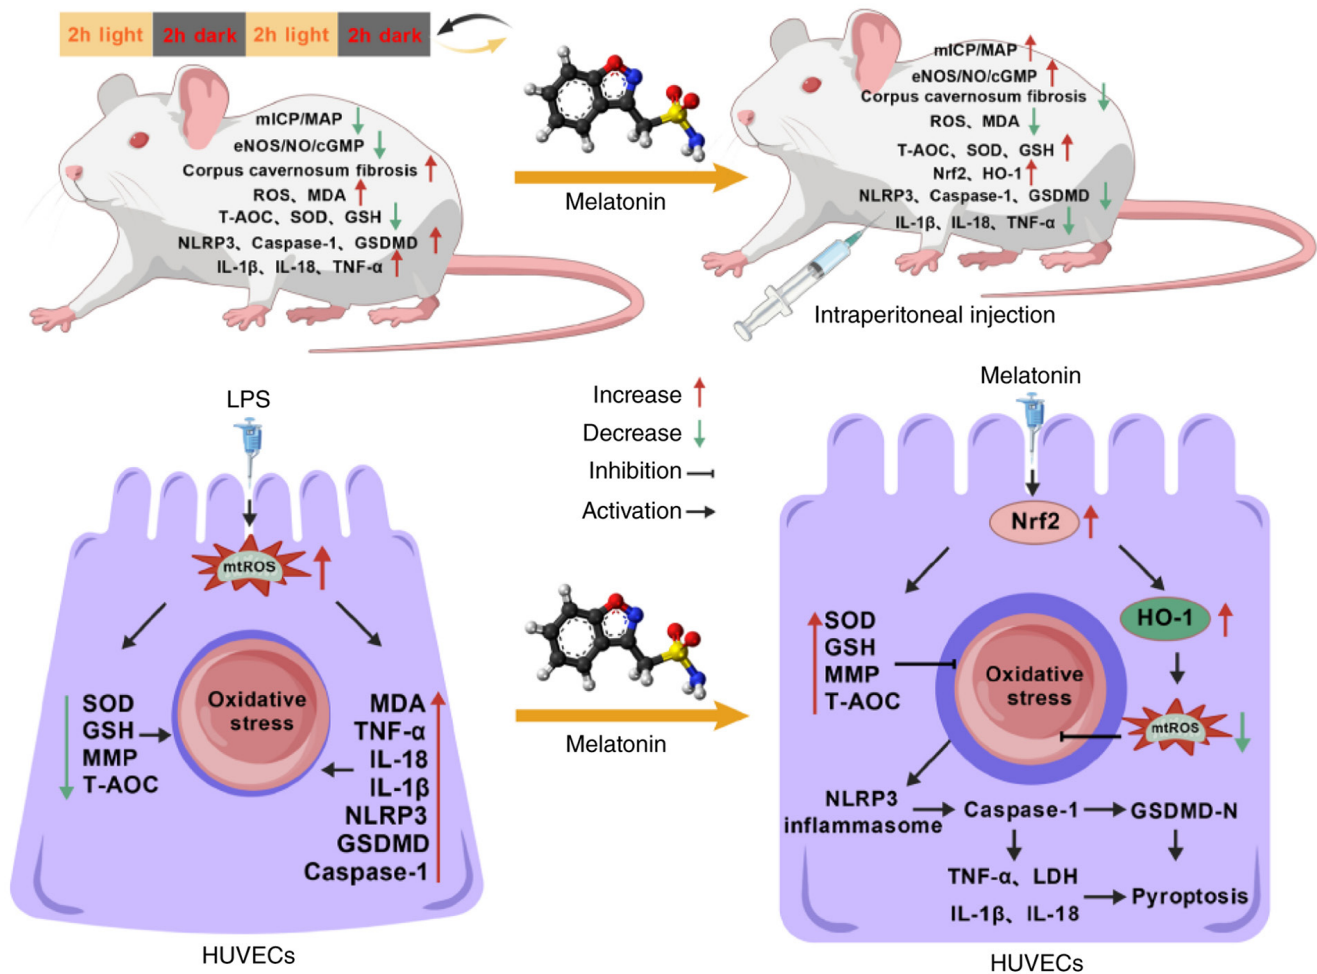 2h light 2h dark 2h light 2h dark
mICP/MAP
eNOS/NO/cGMP
Corpus cavernosum fibrosis
ROS、MDA
T-AOC、SOD、GSH
NLRP3、Caspase-1、GSDMD
IL-1β、IL-18、TNF-α
Melatonin
mICP/MAP
eNOS/NO/cGMP
Corpus cavernosum fibrosis
ROS、MDA
T-AOC、SOD、GSH
Nrf2、HO-1
NLRP3、Caspase-1、GSDMD
IL-1β、IL-18、TNF-α
Intraperitoneal injection
LPS
mtROS
SOD
GSH
MMP
T-AOC
Oxidative
stress
MDA
TNF-α
IL-18
IL-1β
NLRP3
GSDMD
Caspase-1
HUVECs
Increase
Decrease
Inhibition
Activation
Melatonin
Melatonin
Nrf2
SOD
GSH
MMP
T-AOC
Oxidative
stress
HO-1
mtROS
NLRP3
inflammasome
Caspase-1
GSDMD-N
TNF-α、LDH
IL-1β、IL-18
Pyroptosis
HUVECs